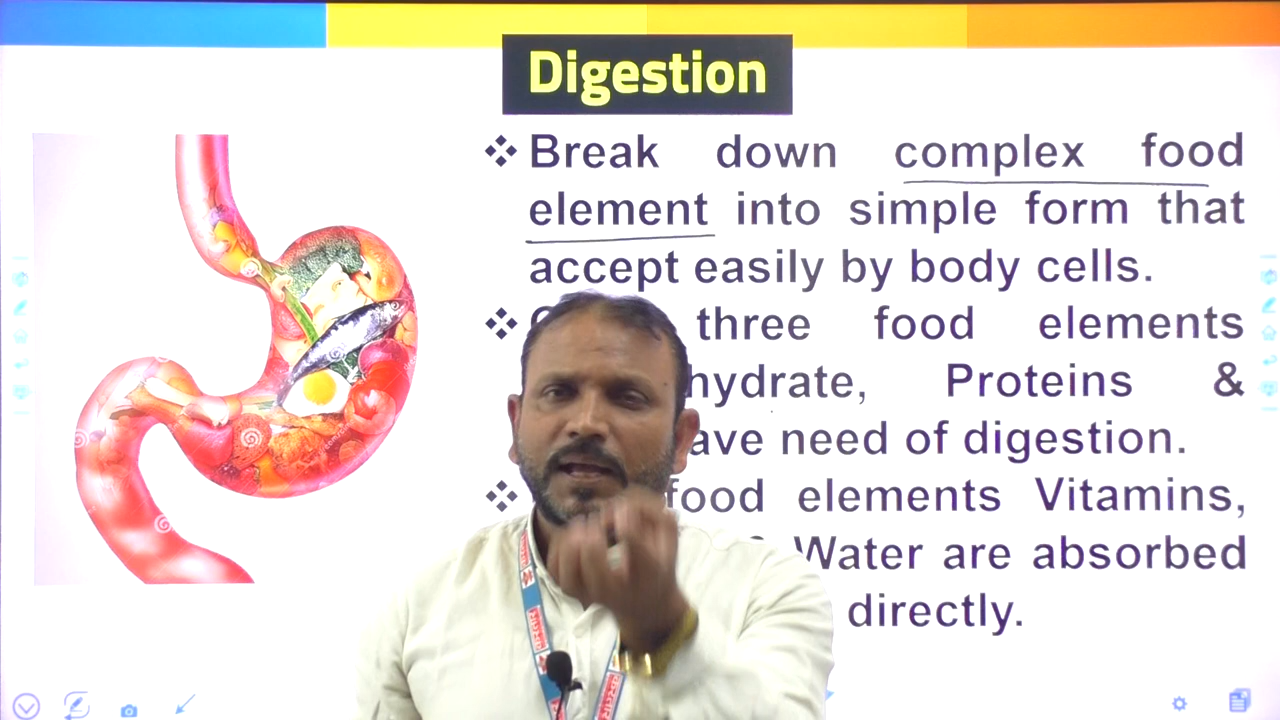 Digestion
❖ Break down complex food
element into simple form that
accept easily by body cells.
❖ three food elements
hydrate, Proteins &
ave need of digestion.
❖ food elements Vitamins,
Water are absorbed
directly.